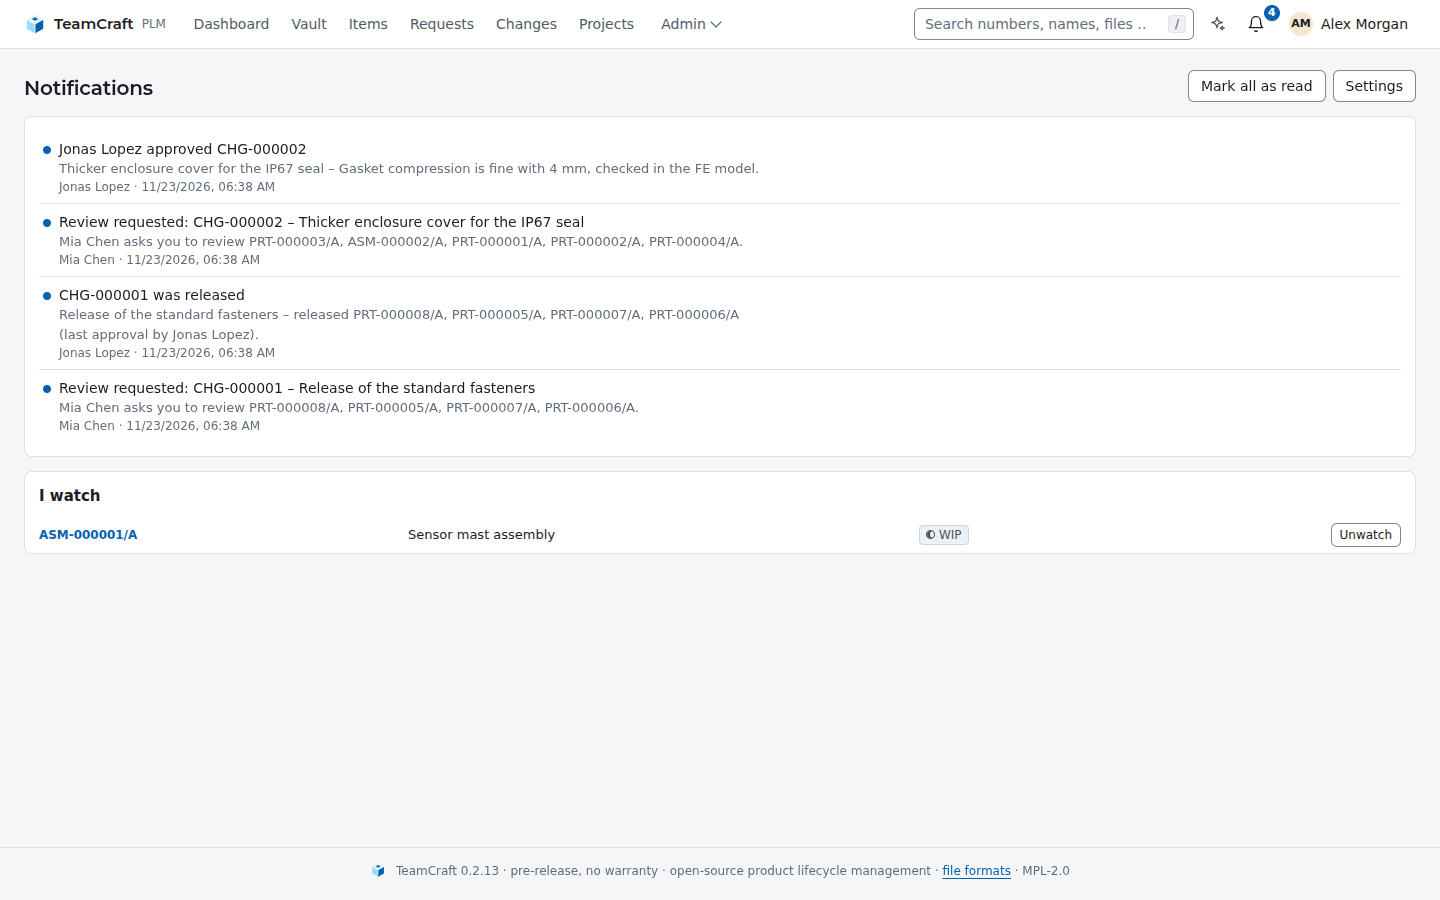 TeamCraft PLM Dashboard Vault Items Requests Changes Projects Admin Search numbers, names, files .. / 4 AM Alex Morgan
Notifications Mark all as read Settings
Jonas Lopez approved CHG-000002
Thicker enclosure cover for the IP67 seal – Gasket compression is fine with 4 mm, checked in the FE model.
Jonas Lopez · 11/23/2026, 06:38 AM
Review requested: CHG-000002 – Thicker enclosure cover for the IP67 seal
Mia Chen asks you to review PRT-000003/A, ASM-000002/A, PRT-000001/A, PRT-000002/A, PRT-000004/A.
Mia Chen · 11/23/2026, 06:38 AM
CHG-000001 was released
Release of the standard fasteners – released PRT-000008/A, PRT-000005/A, PRT-000007/A, PRT-000006/A
(last approval by Jonas Lopez).
Jonas Lopez · 11/23/2026, 06:38 AM
Review requested: CHG-000001 – Release of the standard fasteners
Mia Chen asks you to review PRT-000008/A, PRT-000005/A, PRT-000007/A, PRT-000006/A.
Mia Chen · 11/23/2026, 06:38 AM
I watch
ASM-000001/A Sensor mast assembly WIP Unwatch
TeamCraft 0.2.13 · pre-release, no warranty · open-source product lifecycle management · file formats · MPL-2.0